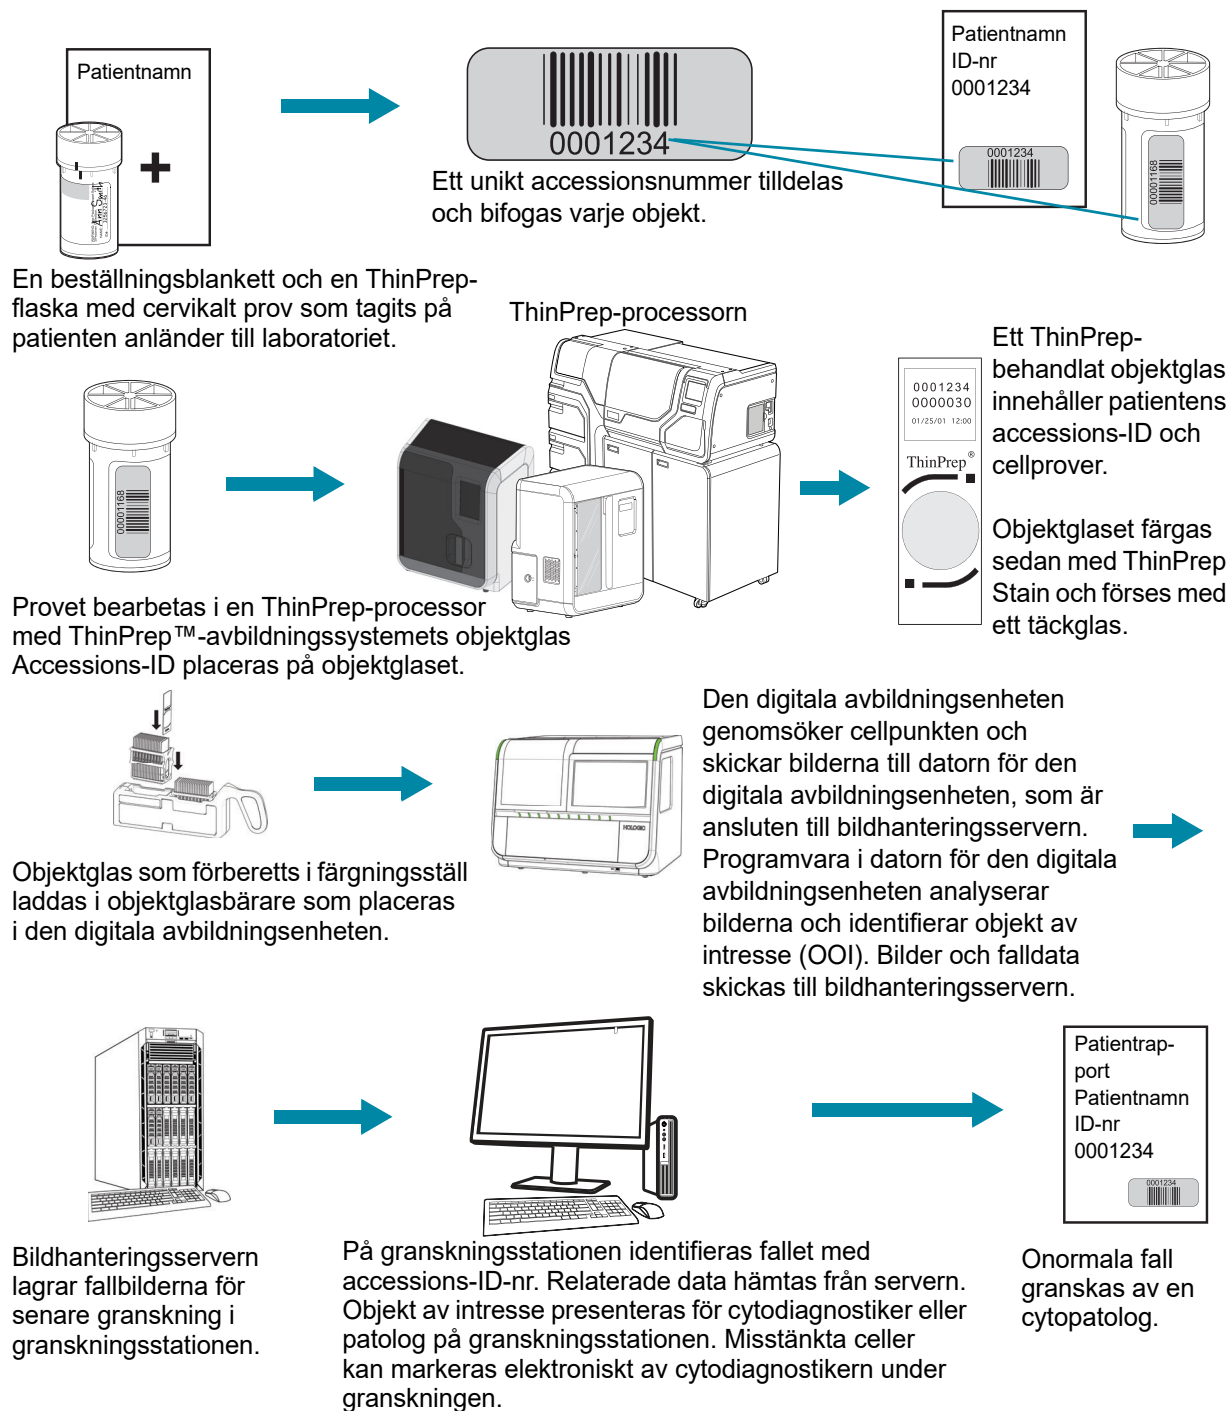 Patientnamn
Ann Smith
0001234
Ett unikt accessionsnummer tilldelas
och bifogas varje objekt.
Patientnamn
ID-nr
0001234
0001234
00001168
En beställningsblankett och en ThinPrep-
flaska med cervikalt prov som tagits på
patienten anländer till laboratoriet.
ThinPrep-processorn
00001168
0001234
0000030
01/25/01 12:00
ThinPrep®
Ett ThinPrep-
behandlat objektglas
innehåller patientens
accessions-ID och
cellprover.
Objektglaset färgas
sedan med ThinPrep
Stain och förses med
ett täckglas.
Provet bearbetas i en ThinPrep-processor
med ThinPrep™-avbildningssystemets objektglas
Accessions-ID placeras på objektglaset.
HOLOGIC
Objektglas som förberetts i färgningsställ
laddas i objektglasbärare som placeras
i den digitala avbildningsenheten.
Den digitala avbildningsenheten
genomsöker cellpunkten och
skickar bilderna till datorn för den
digitala avbildningsenheten, som är
ansluten till bildhanteringsservern.
Programvara i datorn för den digitala
avbildningsenheten analyserar
bilderna och identifierar objekt av
intresse (OOI). Bilder och falldata
skickas till bildhanteringsservern.
Bildhanteringsservern
lagrar fallbilderna för
senare granskning i
granskningsstationen.
På granskningsstationen identifieras fallet med
accessions-ID-nr. Relaterade data hämtas från servern.
Objekt av intresse presenteras för cytodiagnostiker eller
patolog på granskningsstationen. Misstänkta celler
kan markeras elektroniskt av cytodiagnostikern under
granskningen.
Patientrap-
port
Patientnamn
ID-nr
0001234
0001234
Onormala fall
granskas av en
cytopatolog.